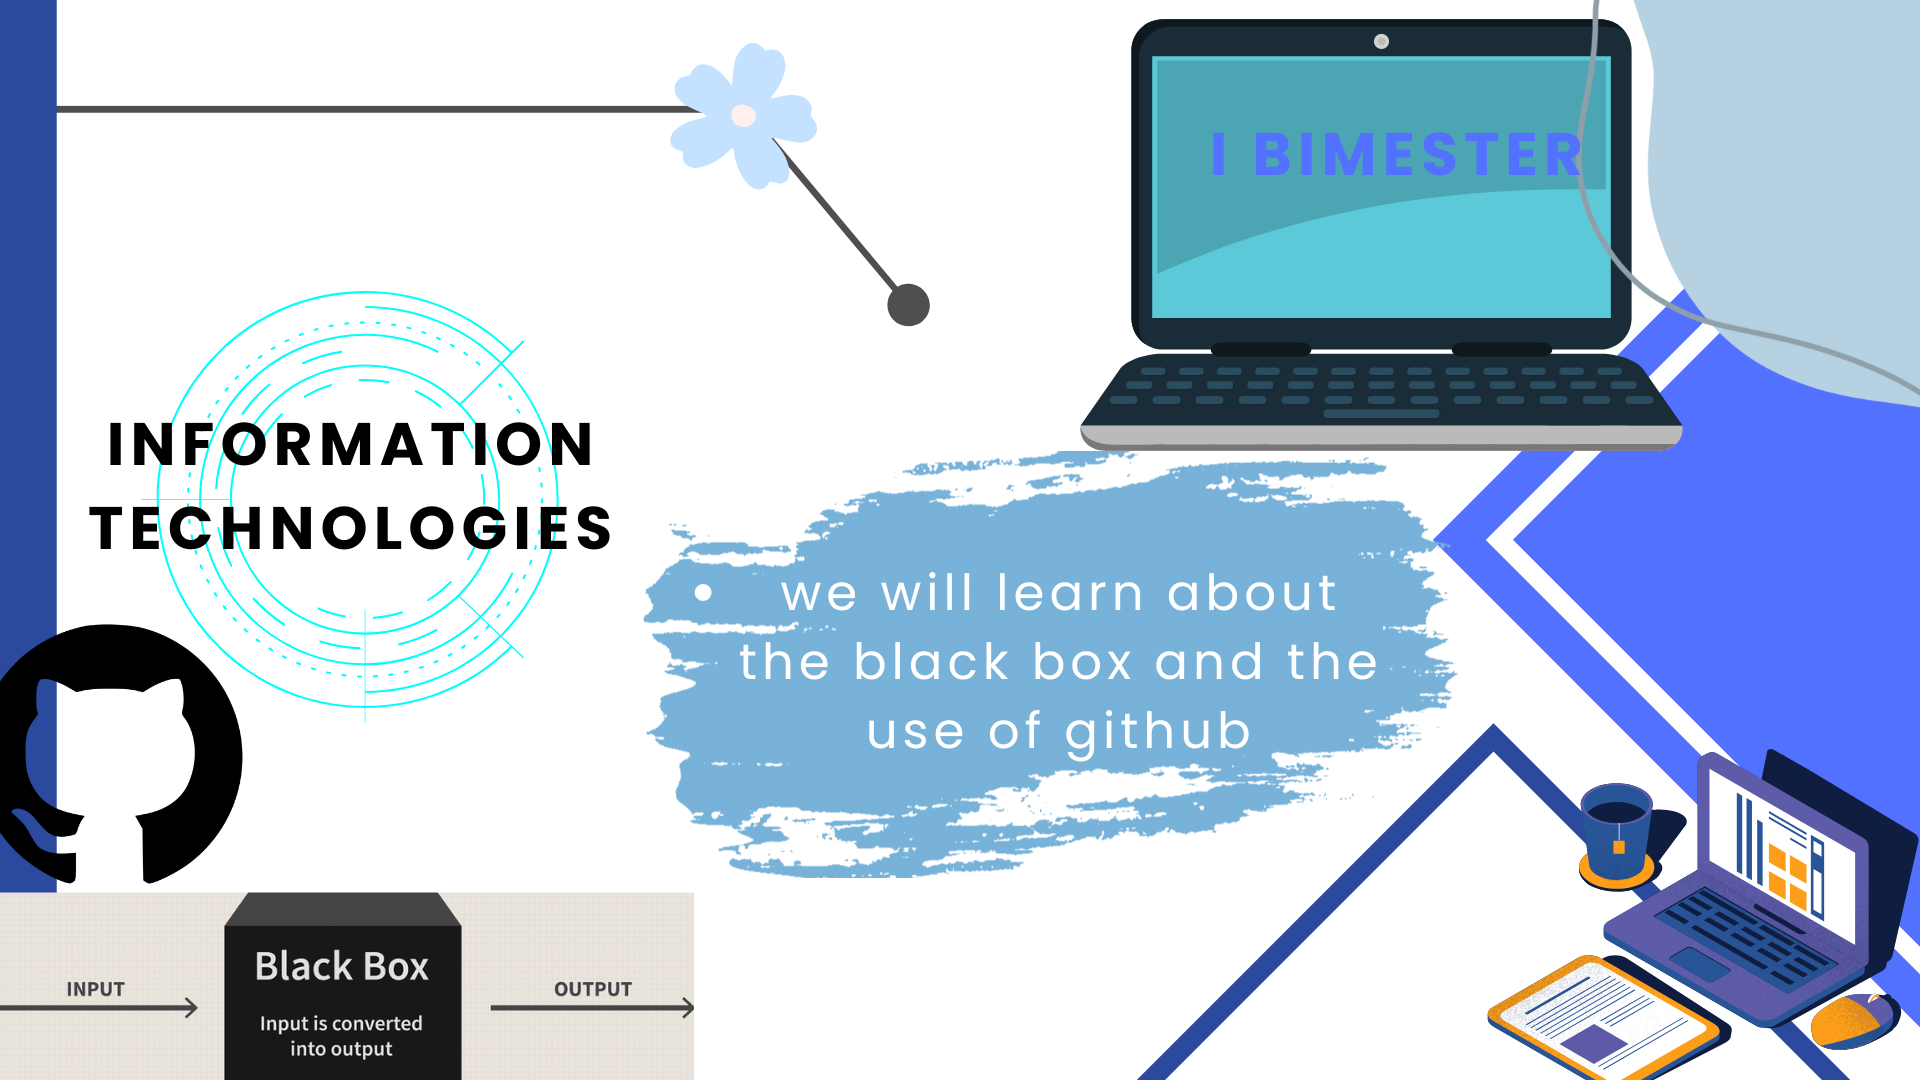 I BIMESTER
INFORMATION
TECHNOLOGIES
• we will learn about
the black box and the
use of github
INPUT
Black Box
Input is converted
into output
OUTPUT